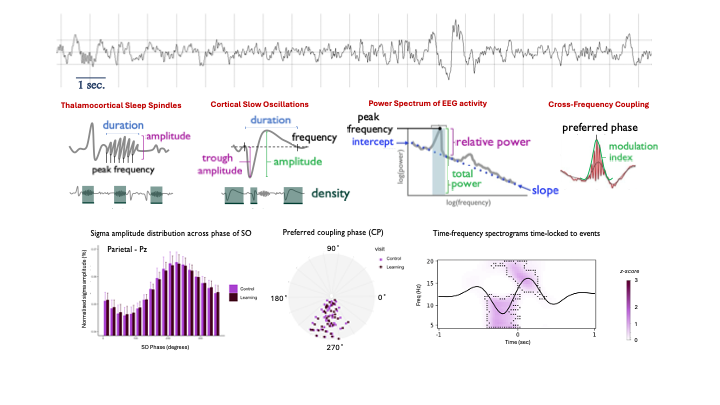 1 sec.
Thalamocortical Sleep Spindles
Cortical Slow Oscillations
Power Spectrum of EEG activity
Cross-Frequency Coupling
duration
amplitude
peak frequency
duration
frequency
trough
amplitude
amplitude
density
peak
frequency
intercept
relative power
total
power
slope
log(power)
log(frequency)
preferred phase
modulation
index
Sigma amplitude distribution across phase of SO
Parietal - Pz
Normalized sigma amplitude (%)
SO Phase (degrees)
Control
Learning
Preferred coupling phase (CP)
90°
180°
0°
270°
visit
Control
Learning
Time-frequency spectrograms time-locked to events
Freq (Hz)
20
15
10
5
-1
0
1
Time (sec)
z-score
3
2
1
0